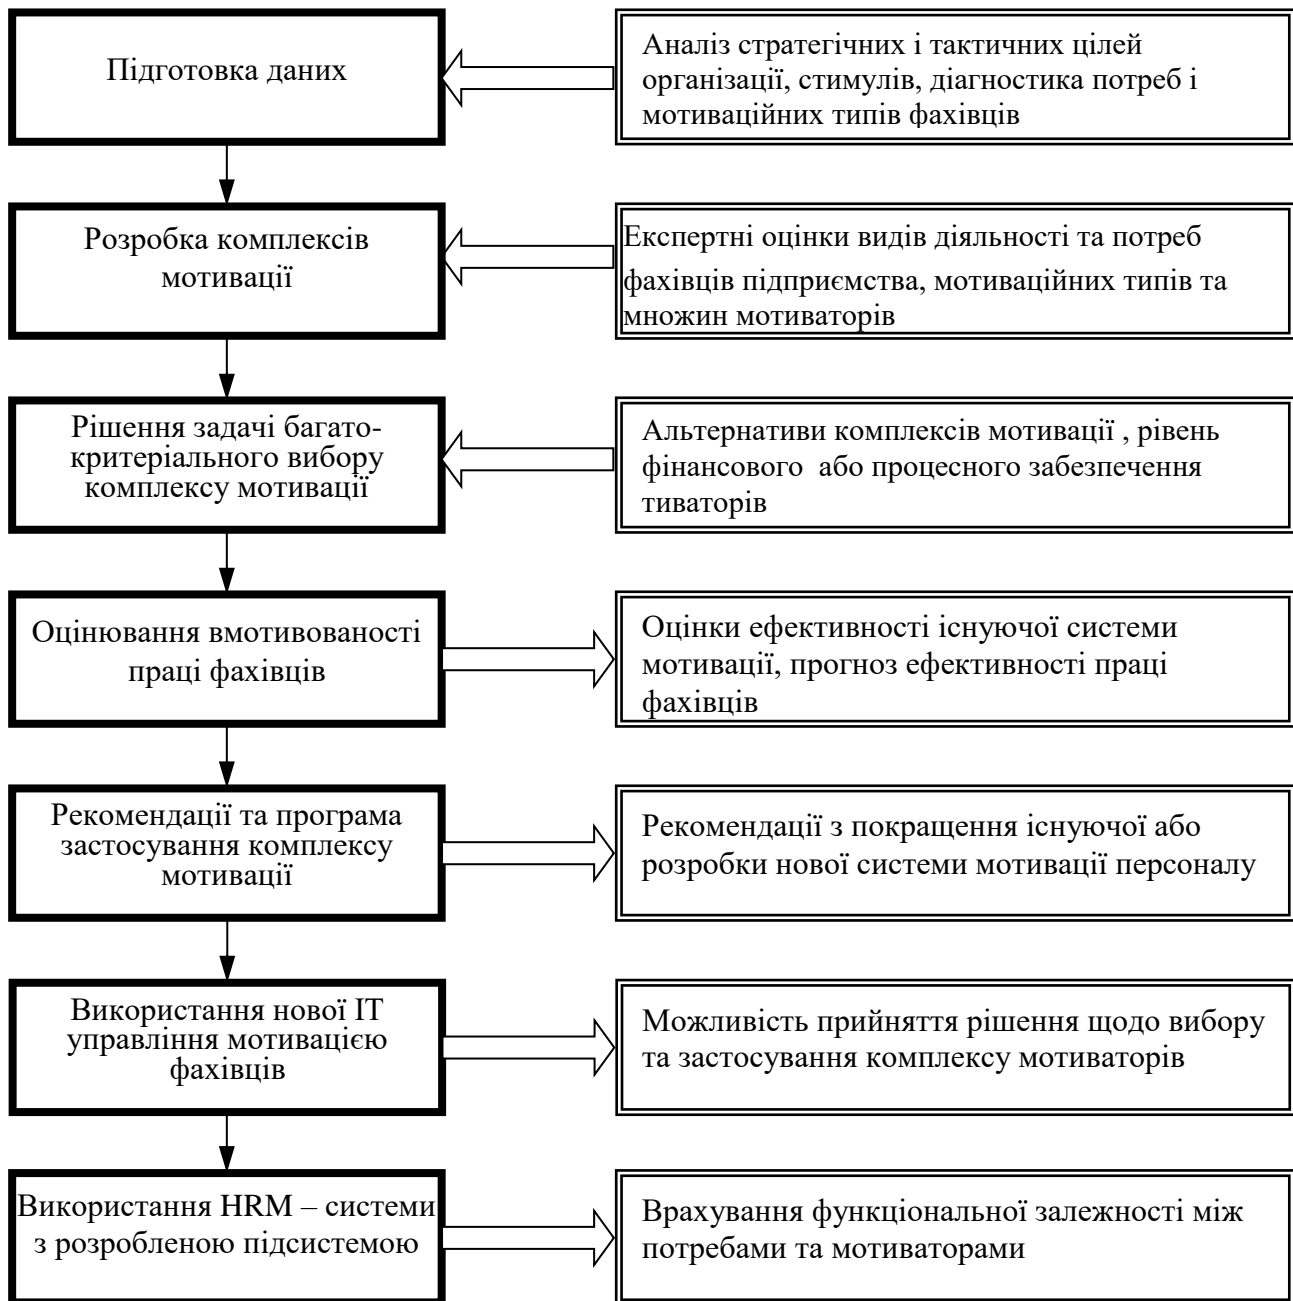 Підготовка даних
Аналіз стратегічних і тактичних цілей
організації, стимулів, діагностика потреб і
мотиваційних типів фахівців
Розробка комплексів
мотивації
Експертні оцінки видів діяльності та потреб
фахівців підприємства, мотиваційних типів та
множин мотиваторів
Рішення задачі багато-
критеріального вибору
комплексу мотивації
Альтернативи комплексів мотивації , рівень
фінансового або процесного забезпечення
тиваторів
Оцінювання вмотивованості
праці фахівців
Оцінки ефективності існуючої системи
мотивації, прогноз ефективності праці
фахівців
Рекомендації та програма
застосування комплексу
мотивації
Рекомендації з покращення існуючої або
розробки нової системи мотивації персоналу
Використання нової ІТ
управління мотивацією
фахівців
Можливість прийняття рішення щодо вибору
та застосування комплексу мотиваторів
Використання HRM – системи
з розробленою підсистемою
Врахування функціональної залежності між
потребами та мотиваторами